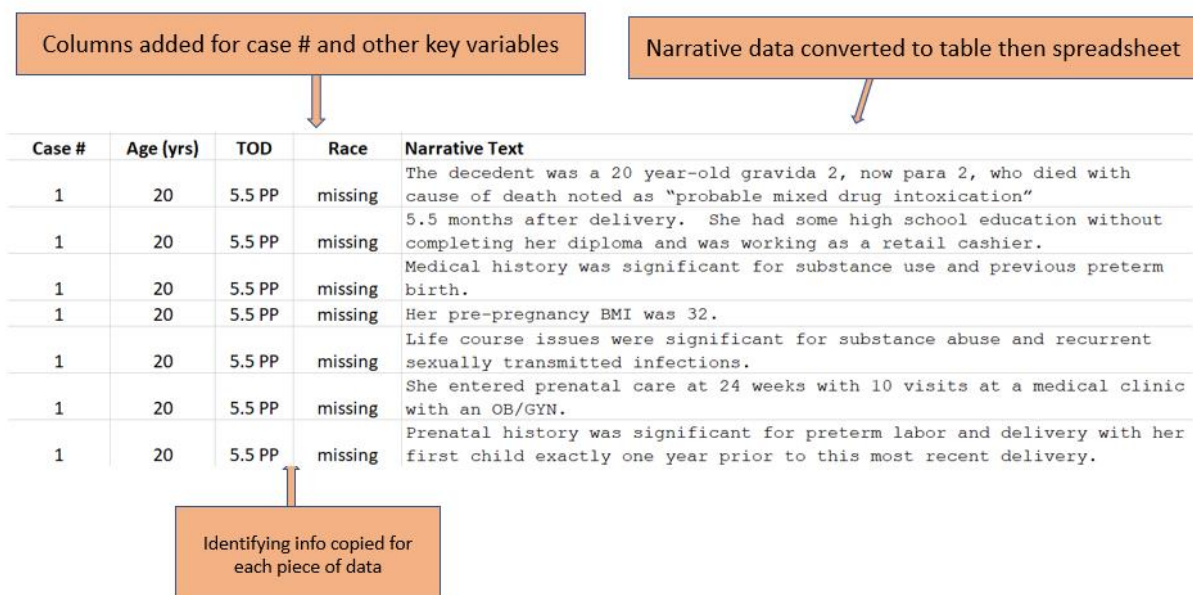 Columns added for case # and other key variables
Narrative data converted to table then spreadsheet
Case # Age (yrs) TOD Race Narrative Text
The decedent was a 20 year-old gravida 2, now para 2, who died with
1 20 5.5 PP missing cause of death noted as “probable mixed drug intoxication”
5.5 months after delivery.  She had some high school education without
1 20 5.5 PP missing completing her diploma and was working as a retail cashier.
Medical history was significant for substance use and previous preterm
1 20 5.5 PP missing birth.
1 20 5.5 PP missing Her pre-pregnancy BMI was 32.
Life course issues were significant for substance abuse and recurrent
1 20 5.5 PP missing sexually transmitted infections.
She entered prenatal care at 24 weeks with 10 visits at a medical clinic
1 20 5.5 PP missing with an OB/GYN.
Prenatal history was significant for preterm labor and delivery with her
1 20 5.5 PP missing first child exactly one year prior to this most recent delivery.
Identifying info copied for
each piece of data